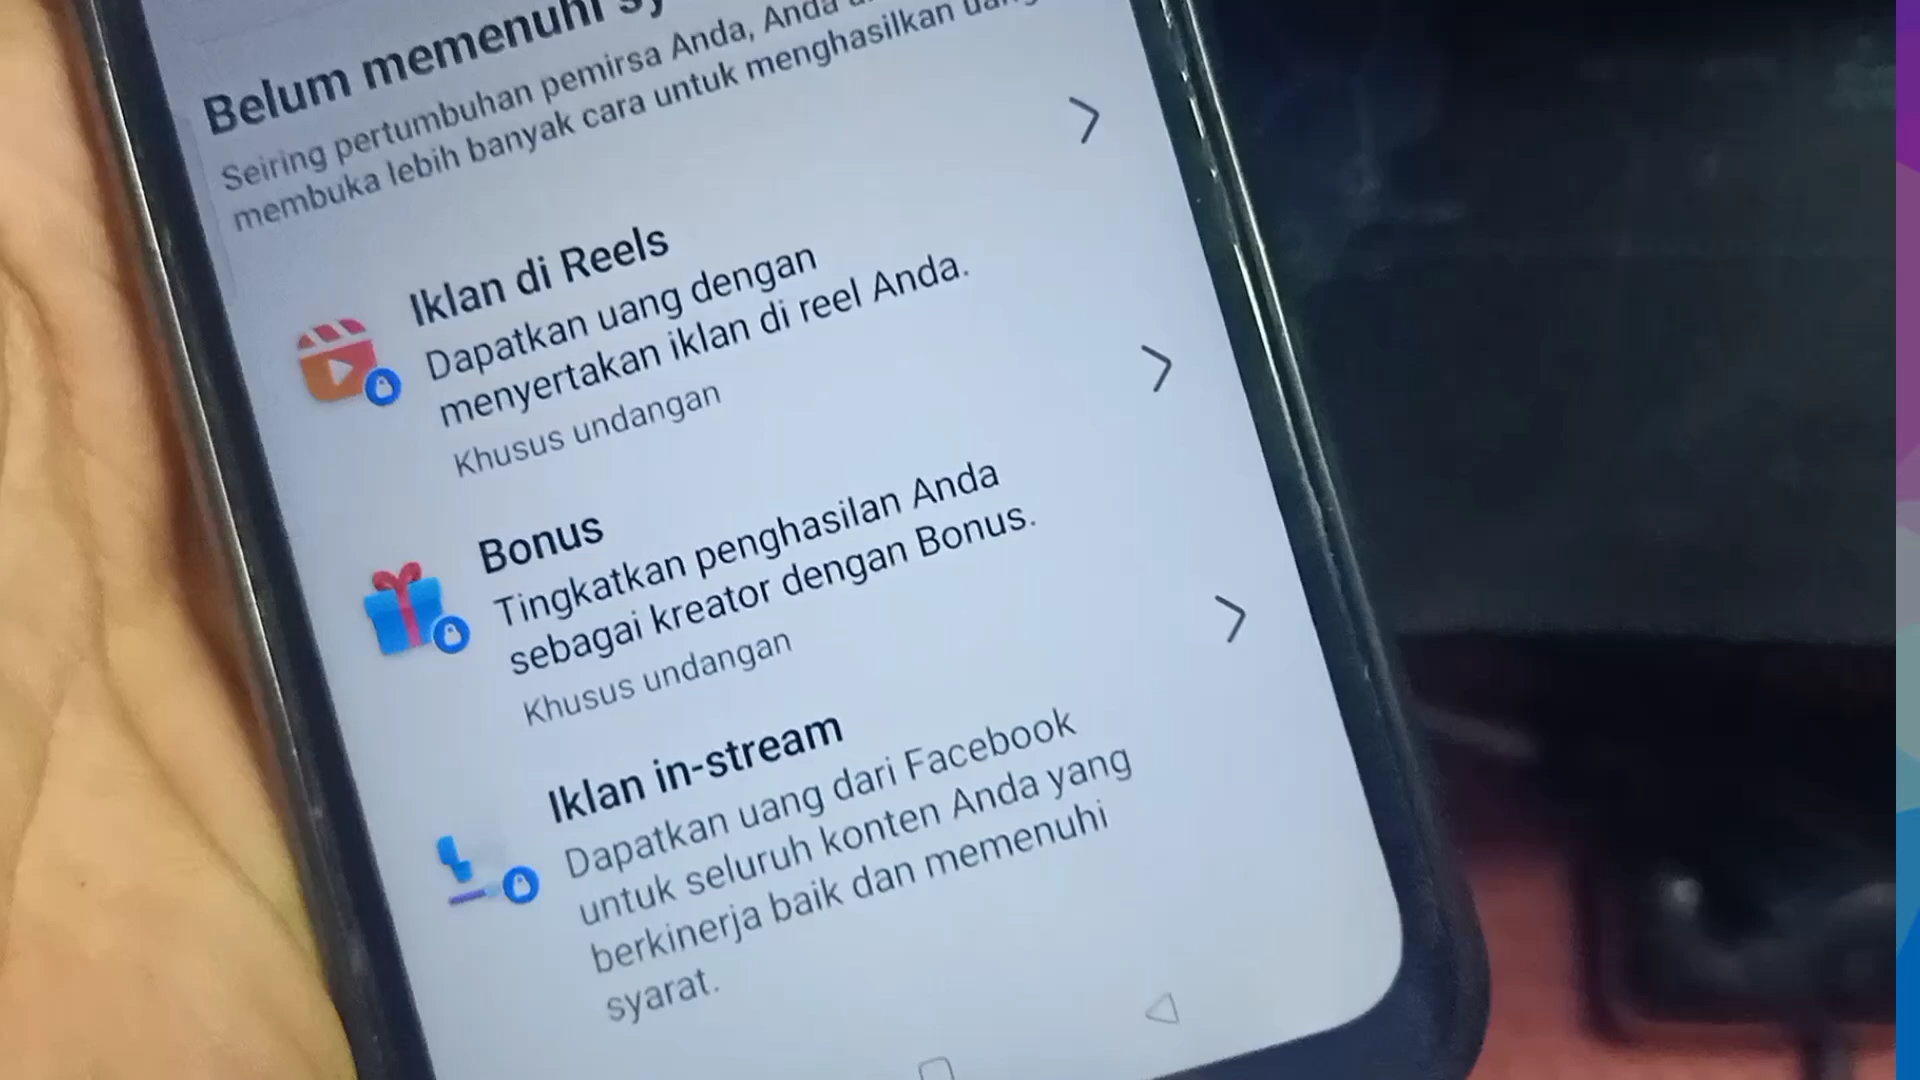 Belum memenuhi
Seiring pertumbuhan pemirsa Anda, Anda
membuka lebih banyak cara untuk menghasilkan uang
Iklan di Reels
Dapatkan uang dengan
menyertakan iklan di reel Anda.
Khusus undangan
Bonus
Tingkatkan penghasilan Anda
sebagai kreator dengan Bonus.
Khusus undangan
Iklan in-stream
Dapatkan uang dari Facebook
untuk seluruh konten Anda yang
berkinerja baik dan memenuhi
syarat.